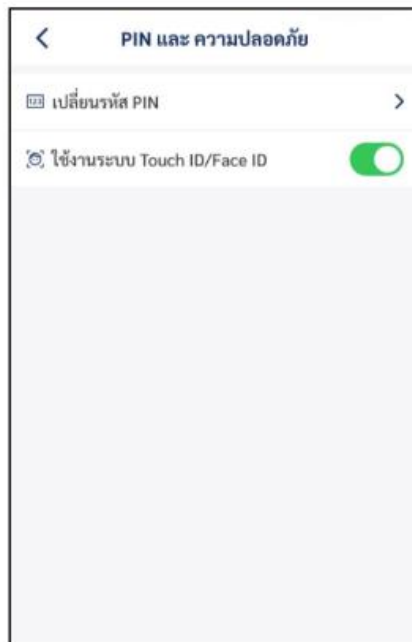 PIN และ ความปลอดภัย
123 เปลี่ยนรหัส PIN
ใช้งานระบบ Touch ID/Face ID